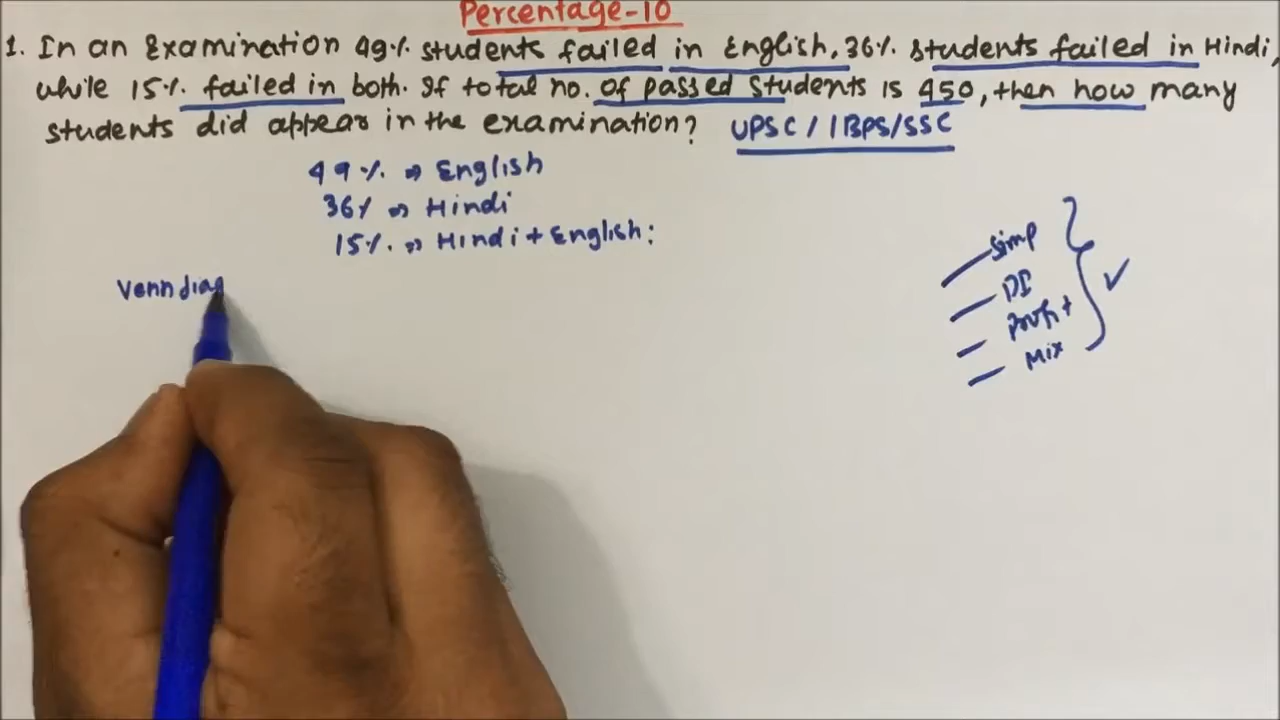 Percentage-10
1. In an Examination 49% students failed in English, 36% students failed in Hindi,
while 15% failed in both. If total no. of passed students is 450, then how many
students did appear in the examination? UPSC / IBPS/SSC
49% ⇒ English
36% ⇒ Hindi
15% ⇒ Hindi + English:
Venn diag
simp
DI
Profit
Mix